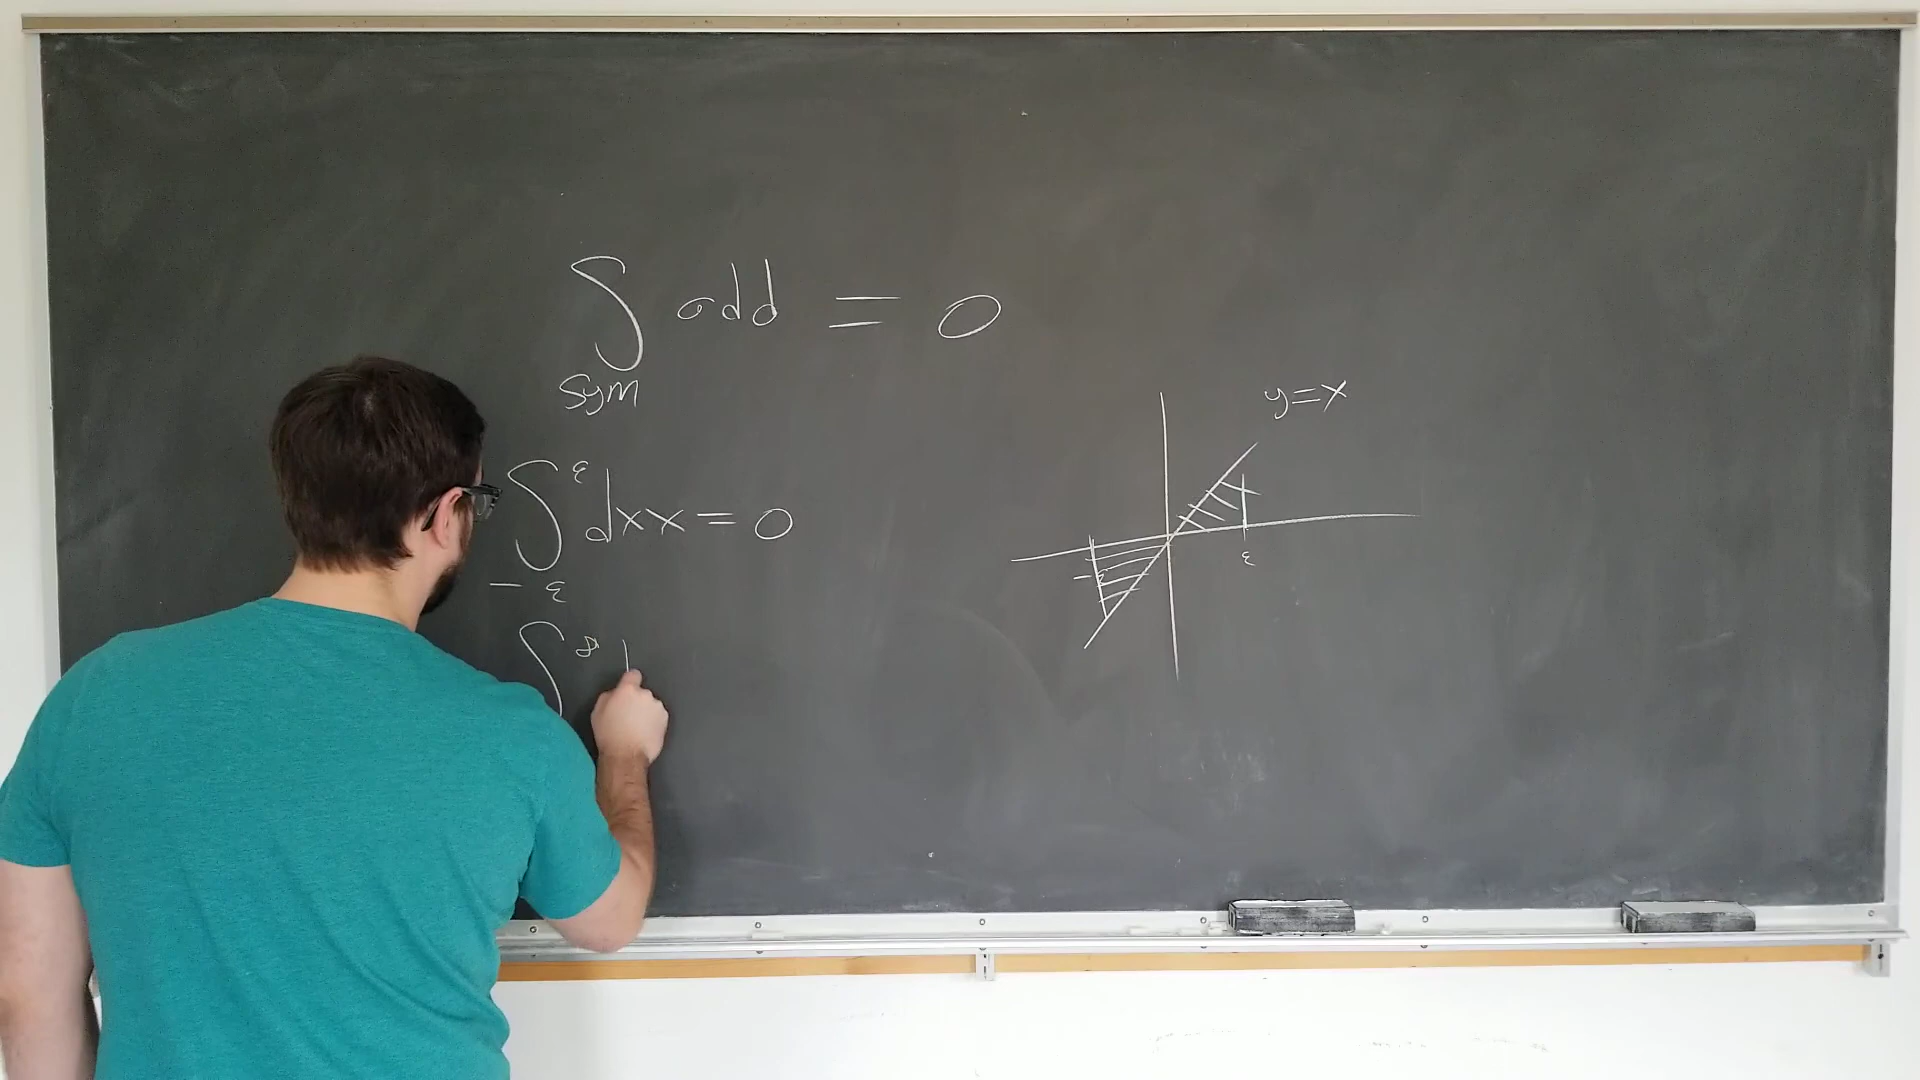 ∫ odd = 0
sym
∫ ε dxx = 0
- ε
∫ ∞
y=x
ε
-ε